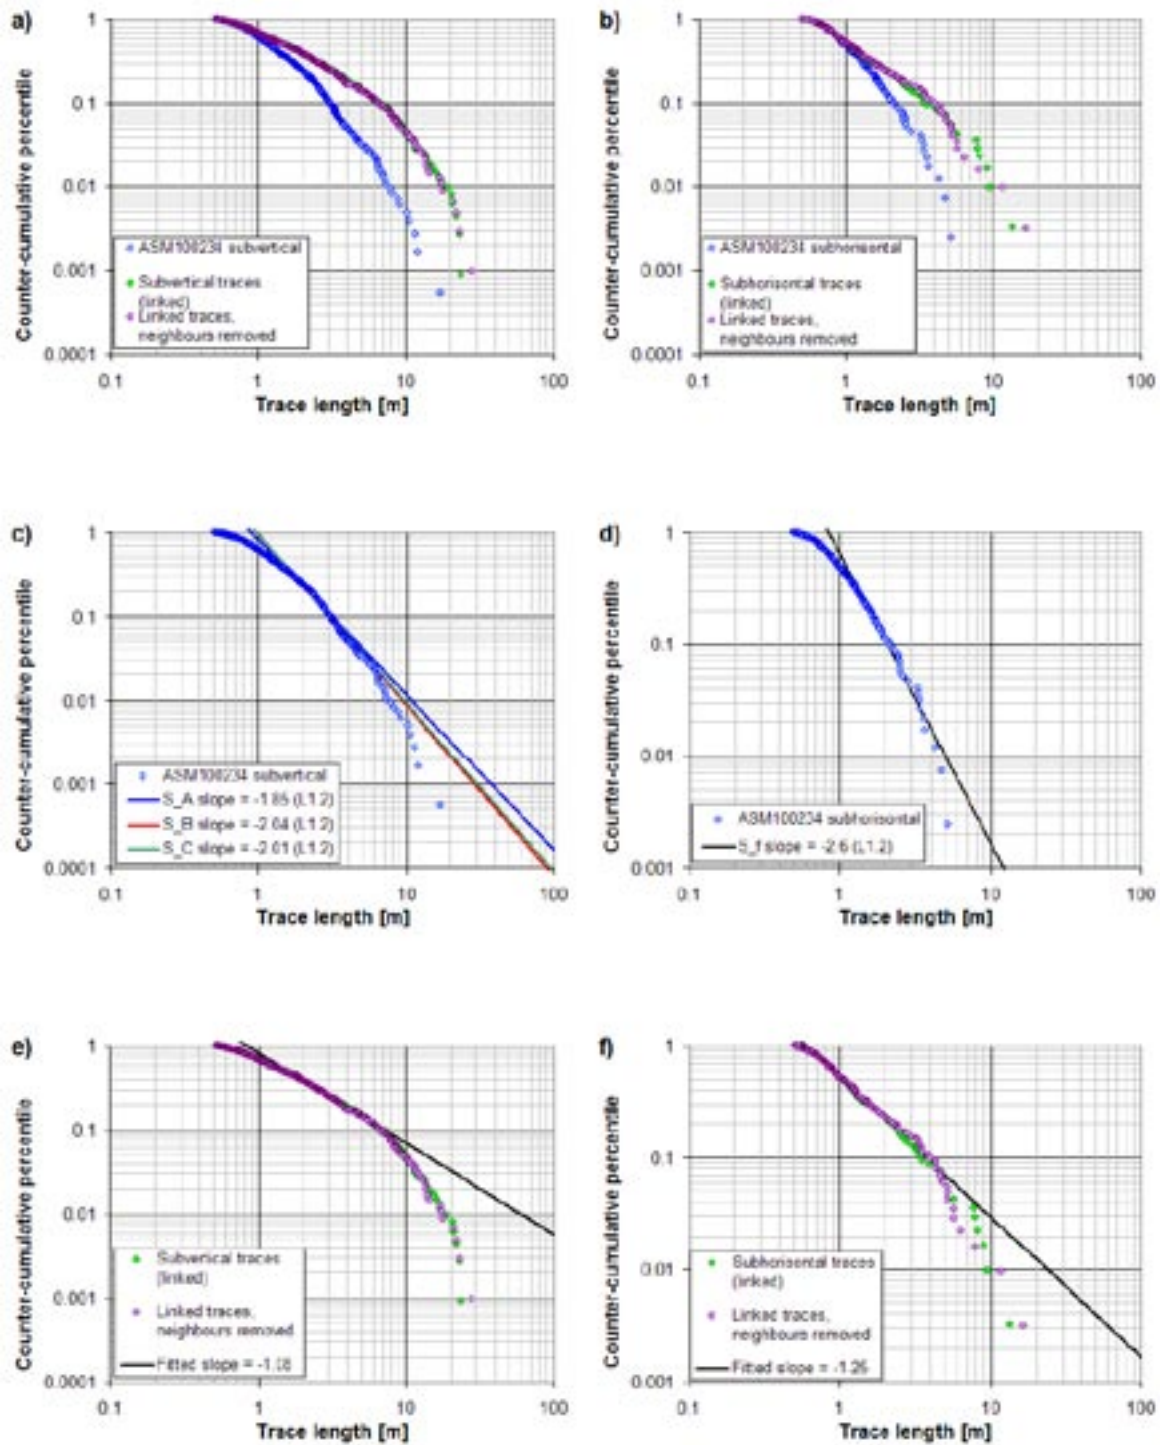 a)
Counter-cumulative percentile
1
0.1
0.01
0.001
0.0001
ASM100234 subvertical
Subvertical traces
(linked)
Linked traces,
neighbours removed
0.1 1 10 100
Trace length [m]
b)
Counter-cumulative percentile
1
0.1
0.01
0.001
0.0001
ASM100234 subhorisontal
Subhorisontal traces
(linked)
Linked traces,
neighbours removed
0.1 1 10 100
Trace length [m]
c)
Counter-cumulative percentile
1
0.1
0.01
0.001
0.0001
ASM100234 subvertical
S_A slope = -1.85 (L1.2)
S_B slope = -2.04 (L1.2)
S_C slope = -2.01 (L1.2)
0.1 1 10 100
Trace length [m]
d)
Counter-cumulative percentile
1
0.1
0.01
0.001
ASM100234 subhorisontal
S_f slope = -2.6 (L1.2)
0.1 1 10 100
Trace length [m]
e)
Counter-cumulative percentile
1
0.1
0.01
0.001
0.0001
Subvertical traces
(linked)
Linked traces,
neighbours removed
Fitted slope =
0.1 1 10 100
Trace length [m]
f)
Counter-cumulative percentile
1
0.1
0.01
0.001
Subhorisontal traces
(linked)
Linked traces,
neighbours removed
Fitted slope = -1.26
0.1 1 10 100
Trace length [m]